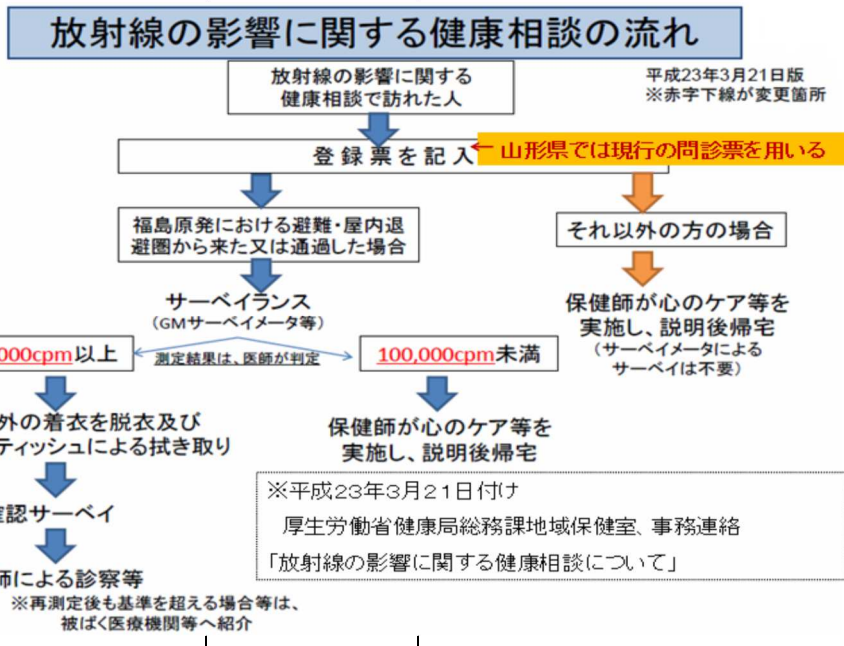 放射線の影響に関する健康相談の流れ
放射線の影響に関する
健康相談で訪れた人
平成23年3月21日版
※赤字下線が変更箇所
登録票を記入
←山形県では現行の問診票を用いる
福島原発における避難・屋内退
避圏から来た又は通過した場合
それ以外の方の場合
サーベイランス
(GMサーベイメータ等)
保健師が心のケア等を
実施し、説明後帰宅
(サーベイメータによる
サーベイは不要)
000cpm以上
測定結果は、医師が判定
100,000cpm未満
外の着衣を脱衣及び
ティッシュによる拭き取り
保健師が心のケア等を
実施し、説明後帰宅
確認サーベイ
師による診察等
※再測定後も基準を超える場合等は、
被ばく医療機関等へ紹介
※平成23年3月21日付け
厚生労働省健康局総務課地域保健室、事務連絡
「放射線の影響に関する健康相談について」